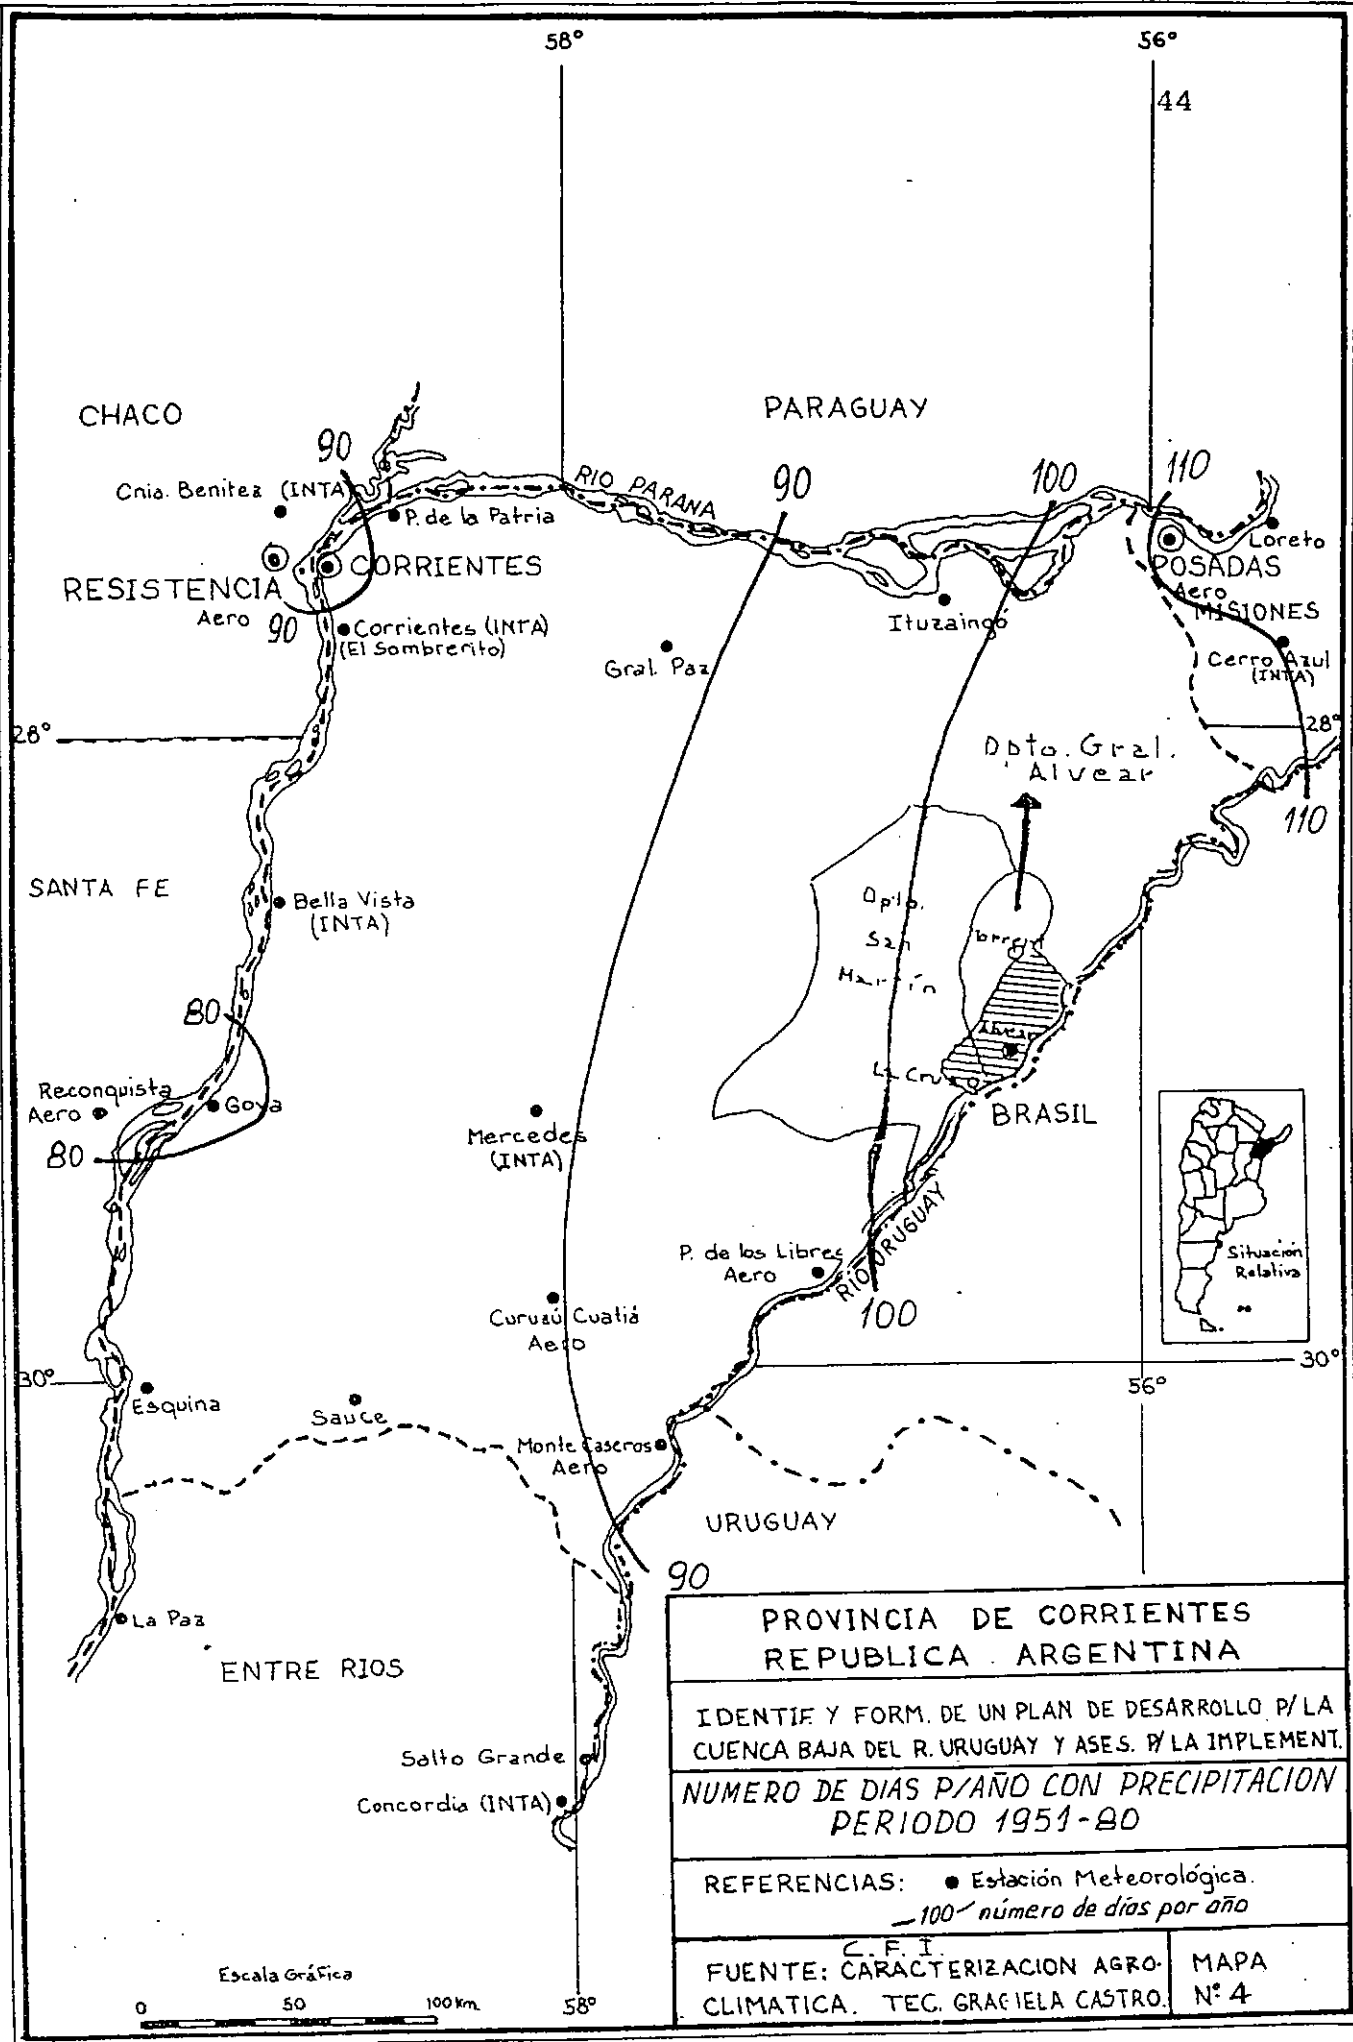 58°
56°
44
CHACO
PARAGUAY
90
Cnia. Benitez (INTA)
P. de la Patria
RIO PARANA
90
100
110
Loreto
RESISTENCIA
Aero
CORRIENTES
90
Corrientes (INTA)
(El Sombrerito)
POSADAS
Aero
MISIONES
Ituzaingo
Gral. Paz
Cerro Azul
(INTA)
28°
28°
Dpto. Gral.
Alvear
110
SANTA FE
Bella Vista
(INTA)
Dpto.
San
Martín
Alvear
La Cruz
80
Reconquista
Aero
Goya
80
BRASIL
Mercedes
(INTA)
P. de los Libres
Aero
RIO URUGUAY
100
Situación
Relativa
Curuzú Cuatiá
Aero
30°
30°
56°
Esquina
Sauce
Monte Caseros
Aero
URUGUAY
90
La Paz
ENTRE RIOS
Salto Grande
Concordia (INTA)
58°
Escala Gráfica
0 50 100 km.
PROVINCIA DE CORRIENTES
REPUBLICA ARGENTINA
IDENTIF. Y FORM. DE UN PLAN DE DESARROLLO P/ LA
CUENCA BAJA DEL R. URUGUAY Y ASES. P/ LA IMPLEMENT.
NUMERO DE DIAS P/AÑO CON PRECIPITACION
PERIODO 1951-80
REFERENCIAS: ● Estación Meteorológica.
100 número de días por año
C. F. I.
FUENTE: CARACTERIZACION AGRO-
CLIMATICA. TEC. GRACIELA CASTRO.
MAPA
N° 4